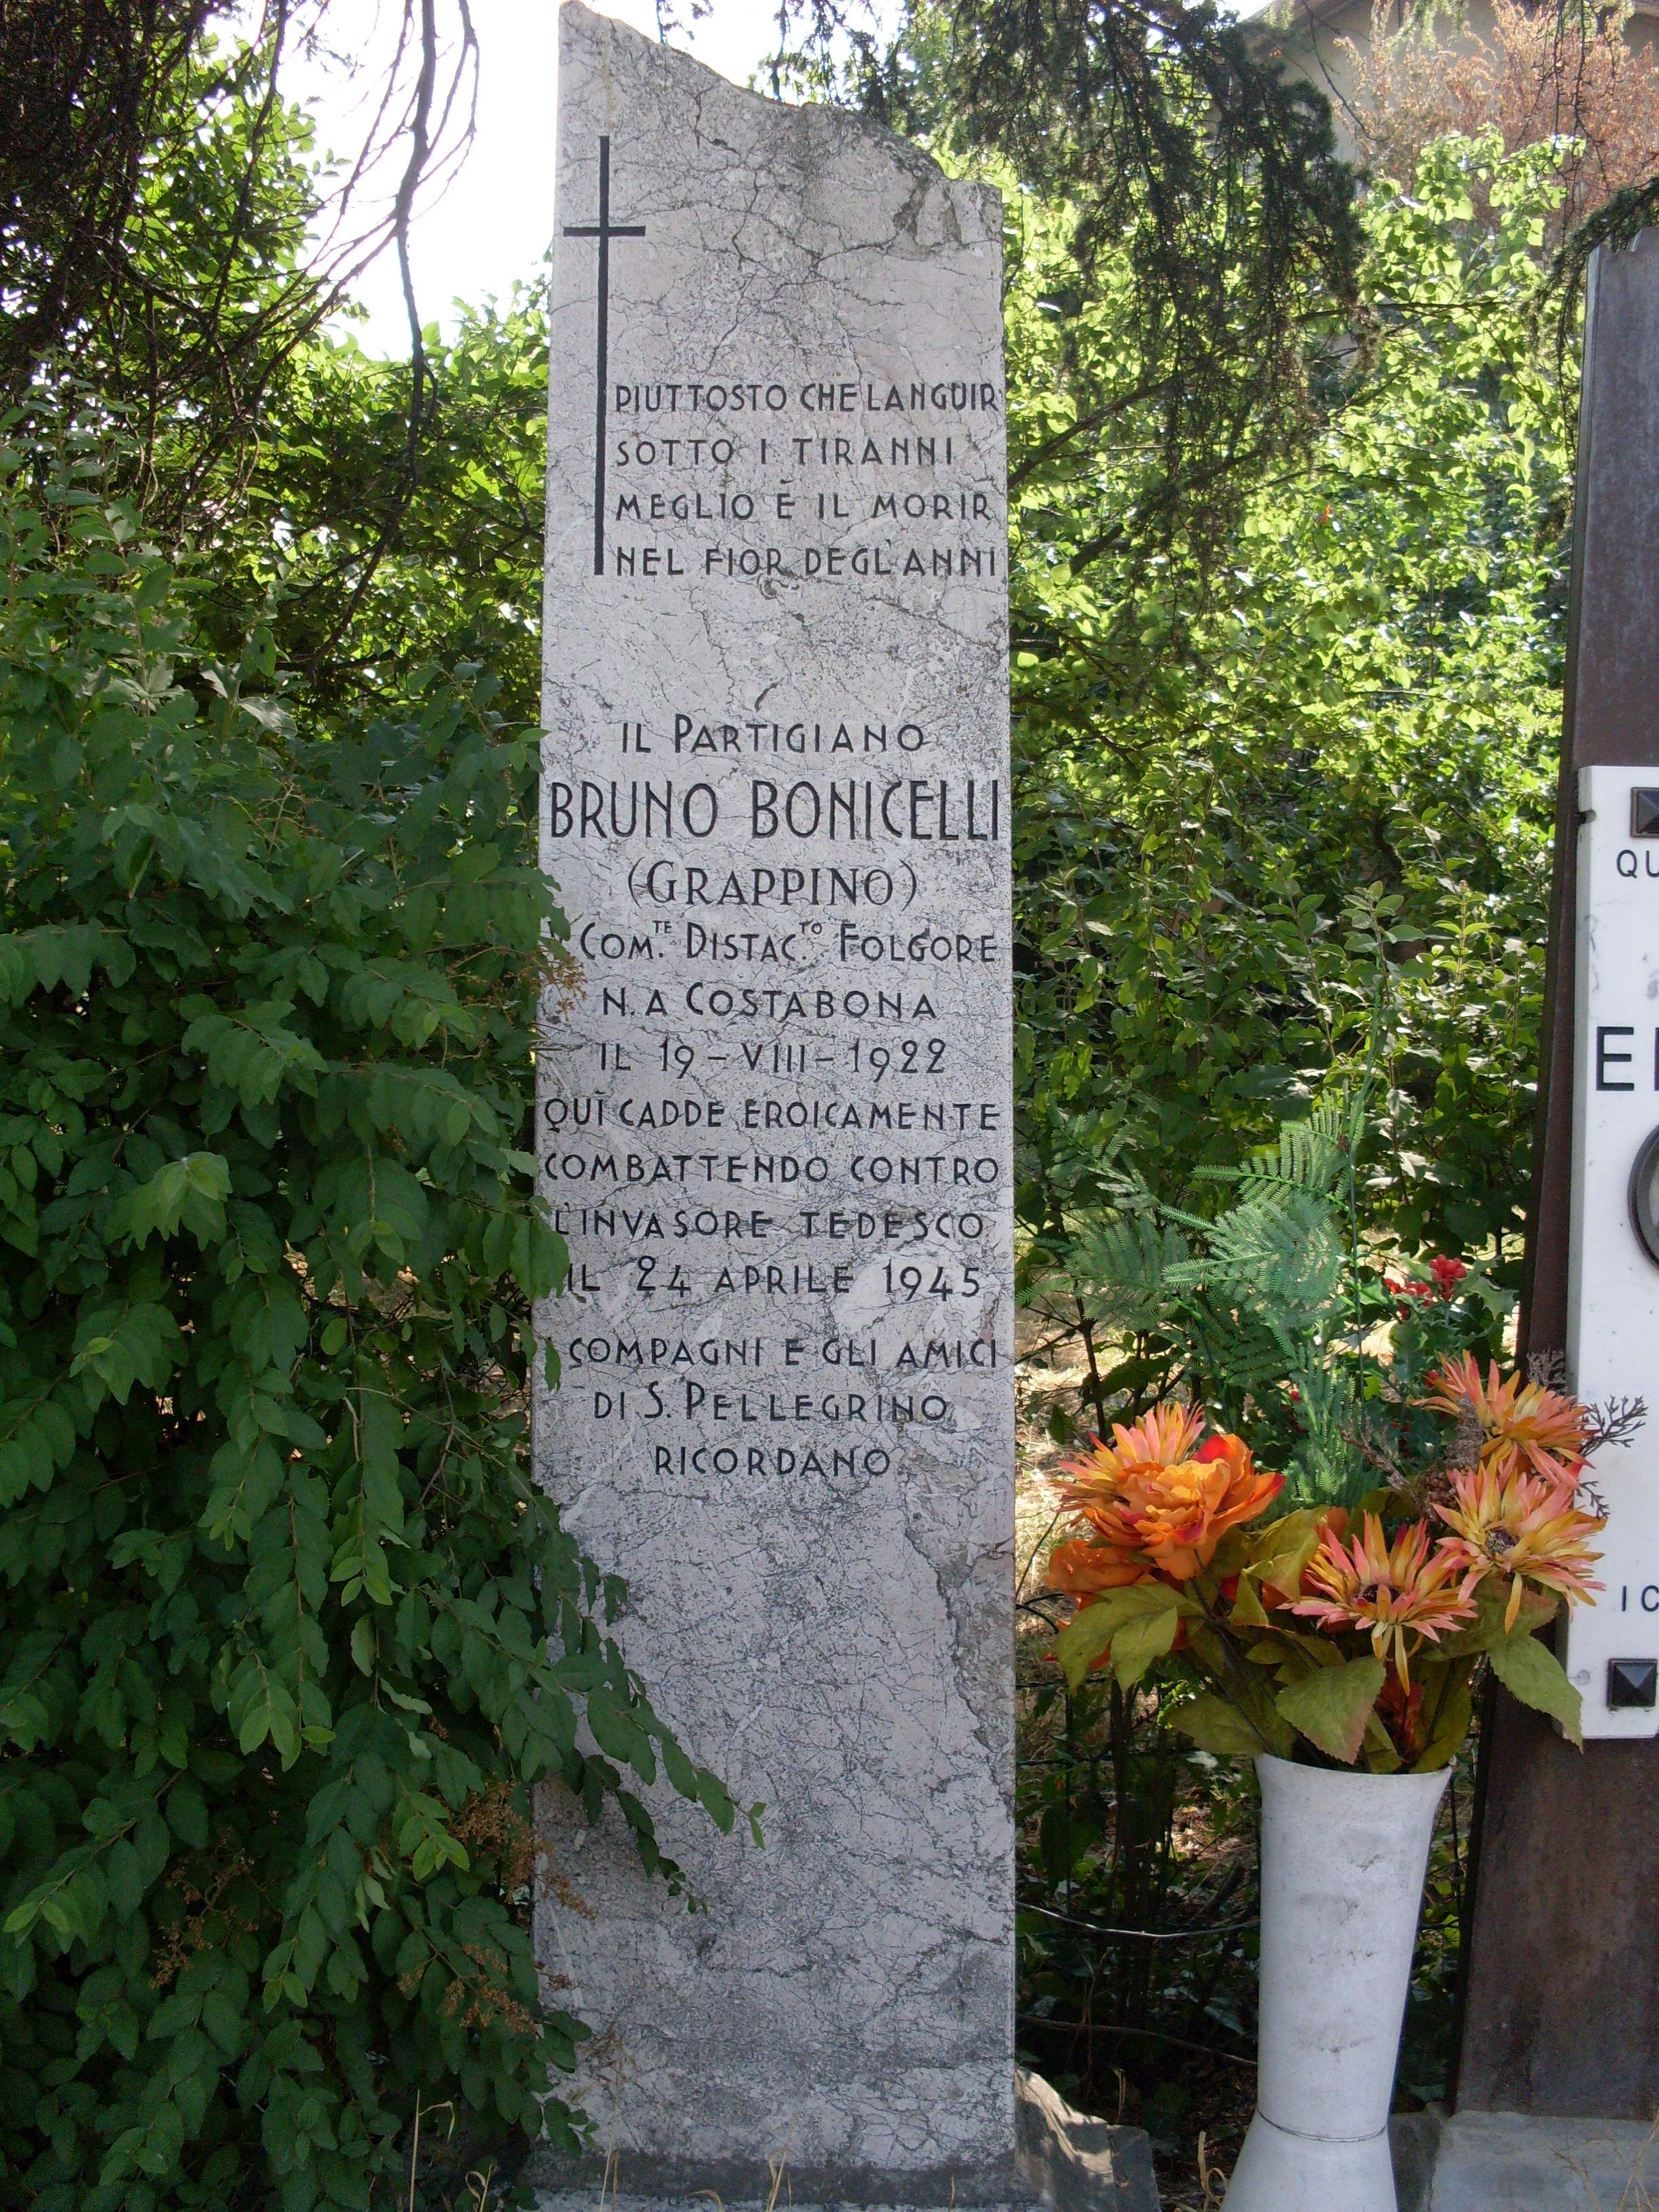 PIUTTOSTO CHE LANGUIR
SOTTO I TIRANNI
MEGLIO È IL MORIR
NEL FIOR DEGL'ANNI
IL PARTIGIANO
BRUNO BONICELLI
(GRAPPINO)
COM.TE DISTAC.TO FOLGORE
N. A COSTABONA
IL 19-VIII-1922
QUÌ CADDE EROICAMENTE
COMBATTENDO CONTRO
L'INVASORE TEDESCO
IL 24 APRILE 1945
I COMPAGNI E GLI AMICI
DI S. PELLEGRINO
RICORDANO
QU